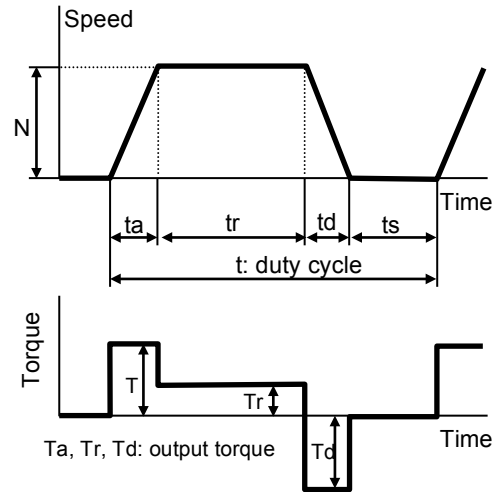 Speed
N
Time
ta tr td ts
t: duty cycle
Torque
T
Tr
Td
Time
Ta, Tr, Td: output torque